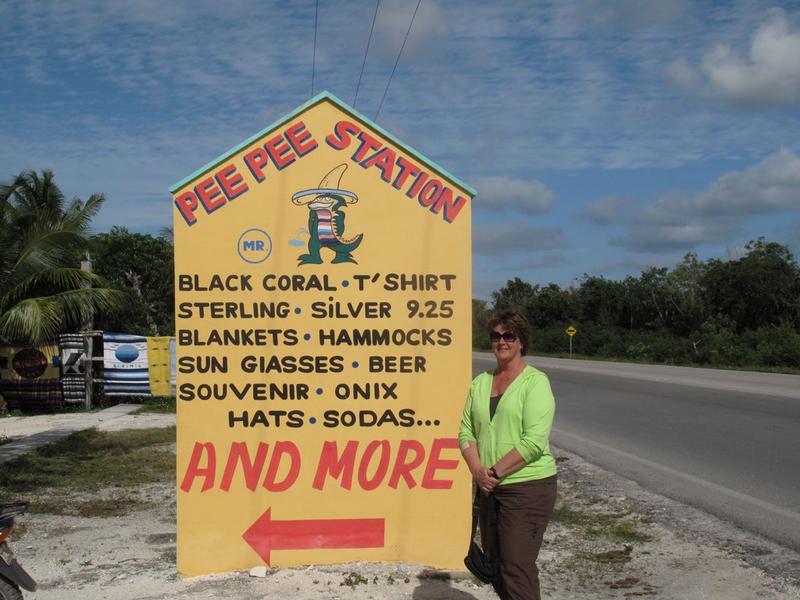 PEE PEE STATION
MR.
BLACK CORAL • T'SHIRT
STERLING • SILVER 9.25
BLANKETS • HAMMOCKS
SUN GIASSES • BEER
SOUVENIR • ONIX
HATS • SODAS...
AND MORE